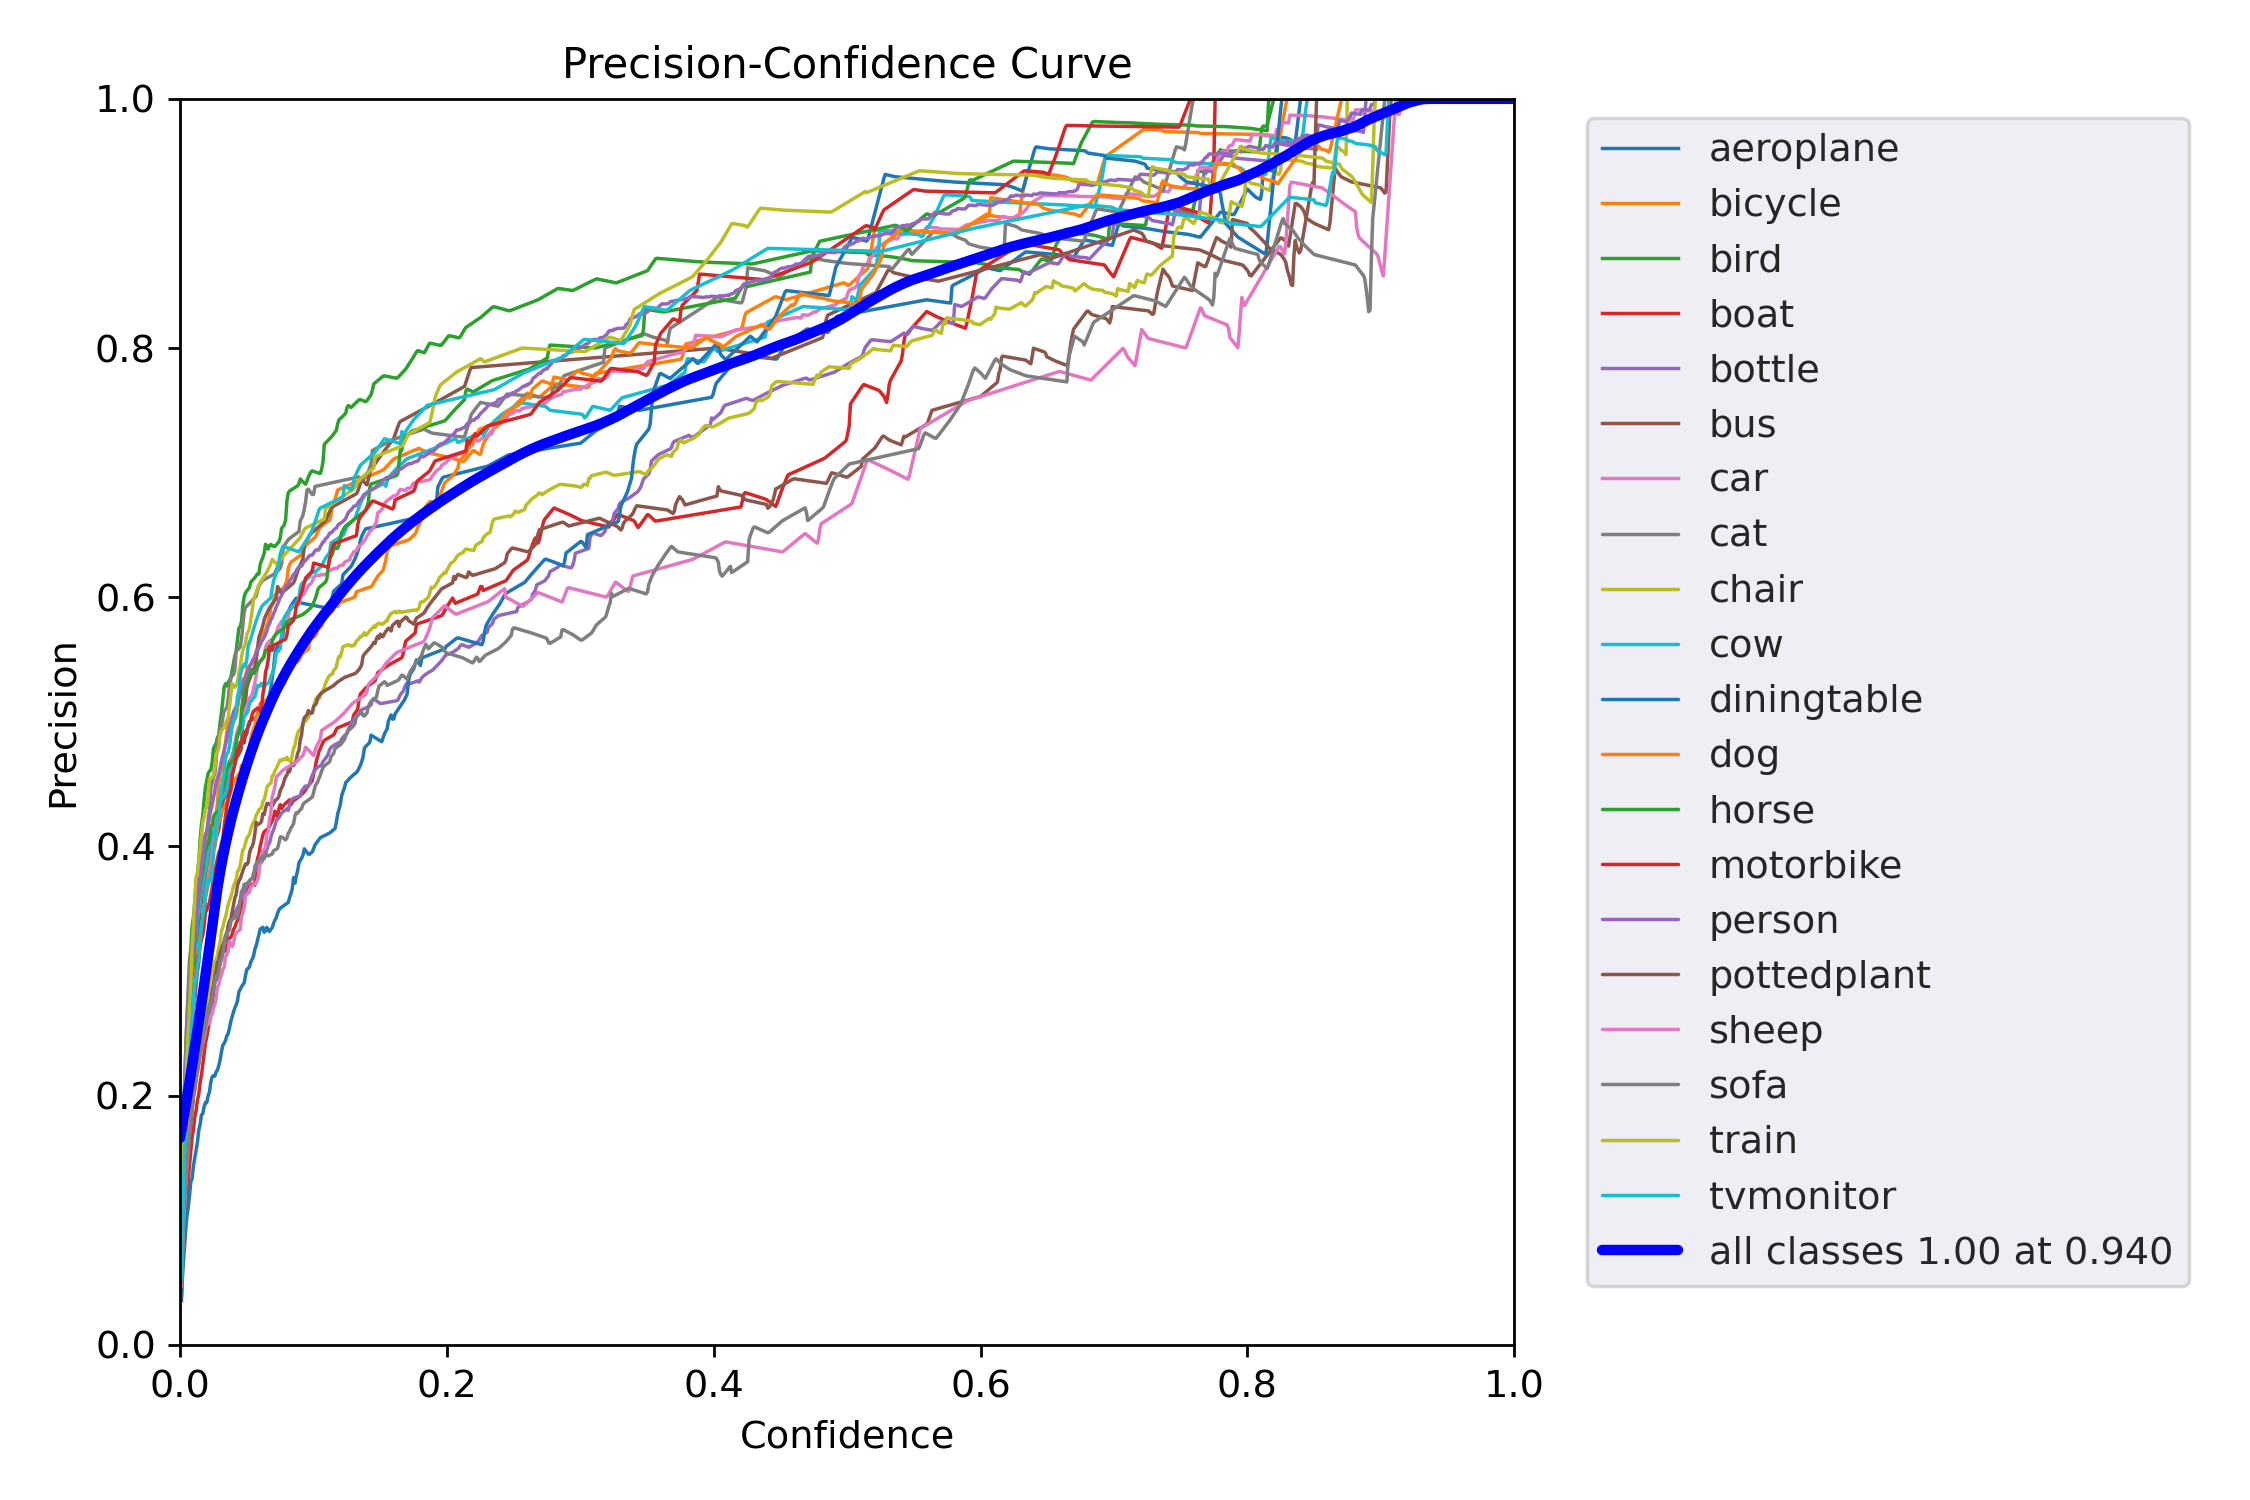 Precision-Confidence Curve
1.0
0.8
0.6
0.4
0.2
0.0
Precision
0.0 0.2 0.4 0.6 0.8 1.0
Confidence
aeroplane
bicycle
bird
boat
bottle
bus
car
cat
chair
cow
diningtable
dog
horse
motorbike
person
pottedplant
sheep
sofa
train
tvmonitor
all classes 1.00 at 0.940